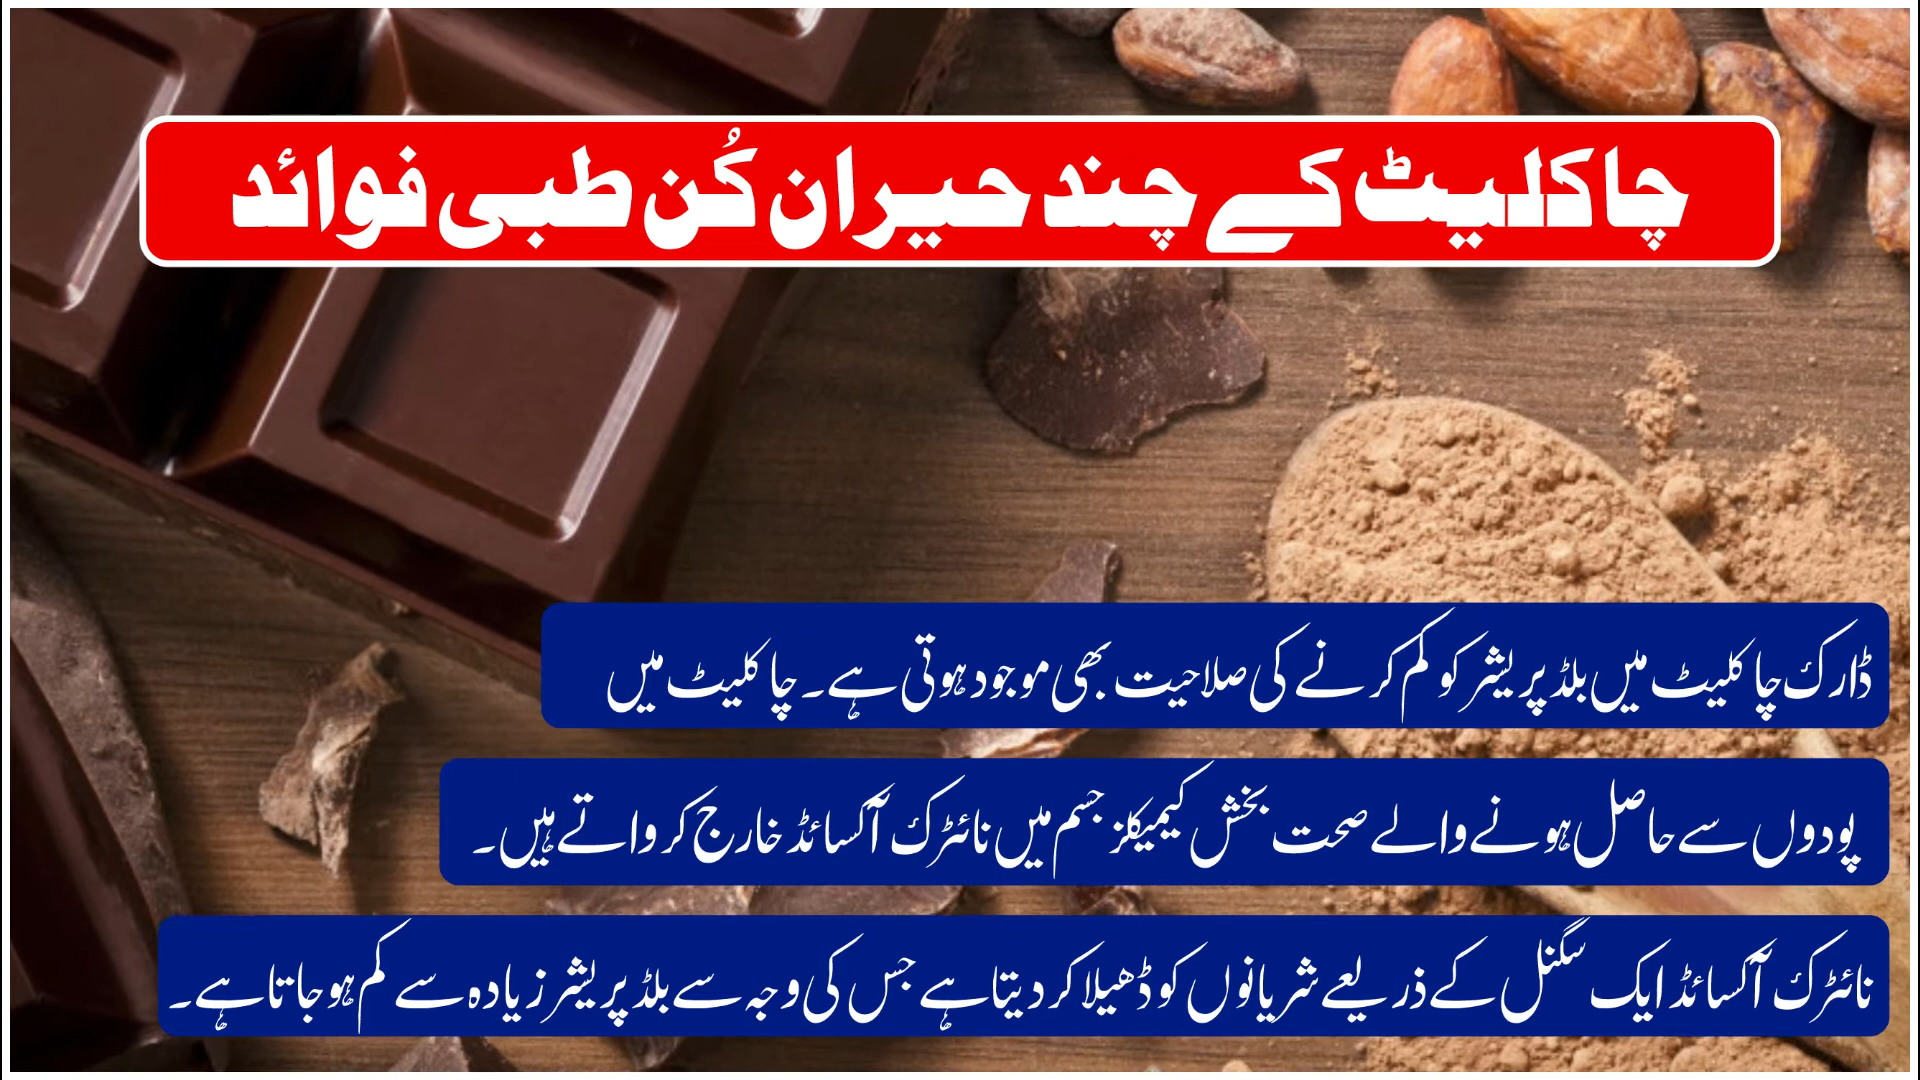 چاکلیٹ کے چند حیران کُن طبی فوائد
ڈارک چاکلیٹ میں بلڈ پریشر کو کم کرنے کی صلاحیت بھی موجود ہوتی ہے۔ چاکلیٹ میں
پودوں سے حاصل ہونے والے صحت بخش کیمیکلز جسم میں نائٹرک آکسائڈ خارج کرواتے ہیں۔
نائٹرک آکسائڈ ایک سگنل کے ذریعے شریانوں کو ڈھیلا کر دیتا ہے جس کی وجہ سے بلڈ پریشر زیادہ سے کم ہو جاتا ہے۔